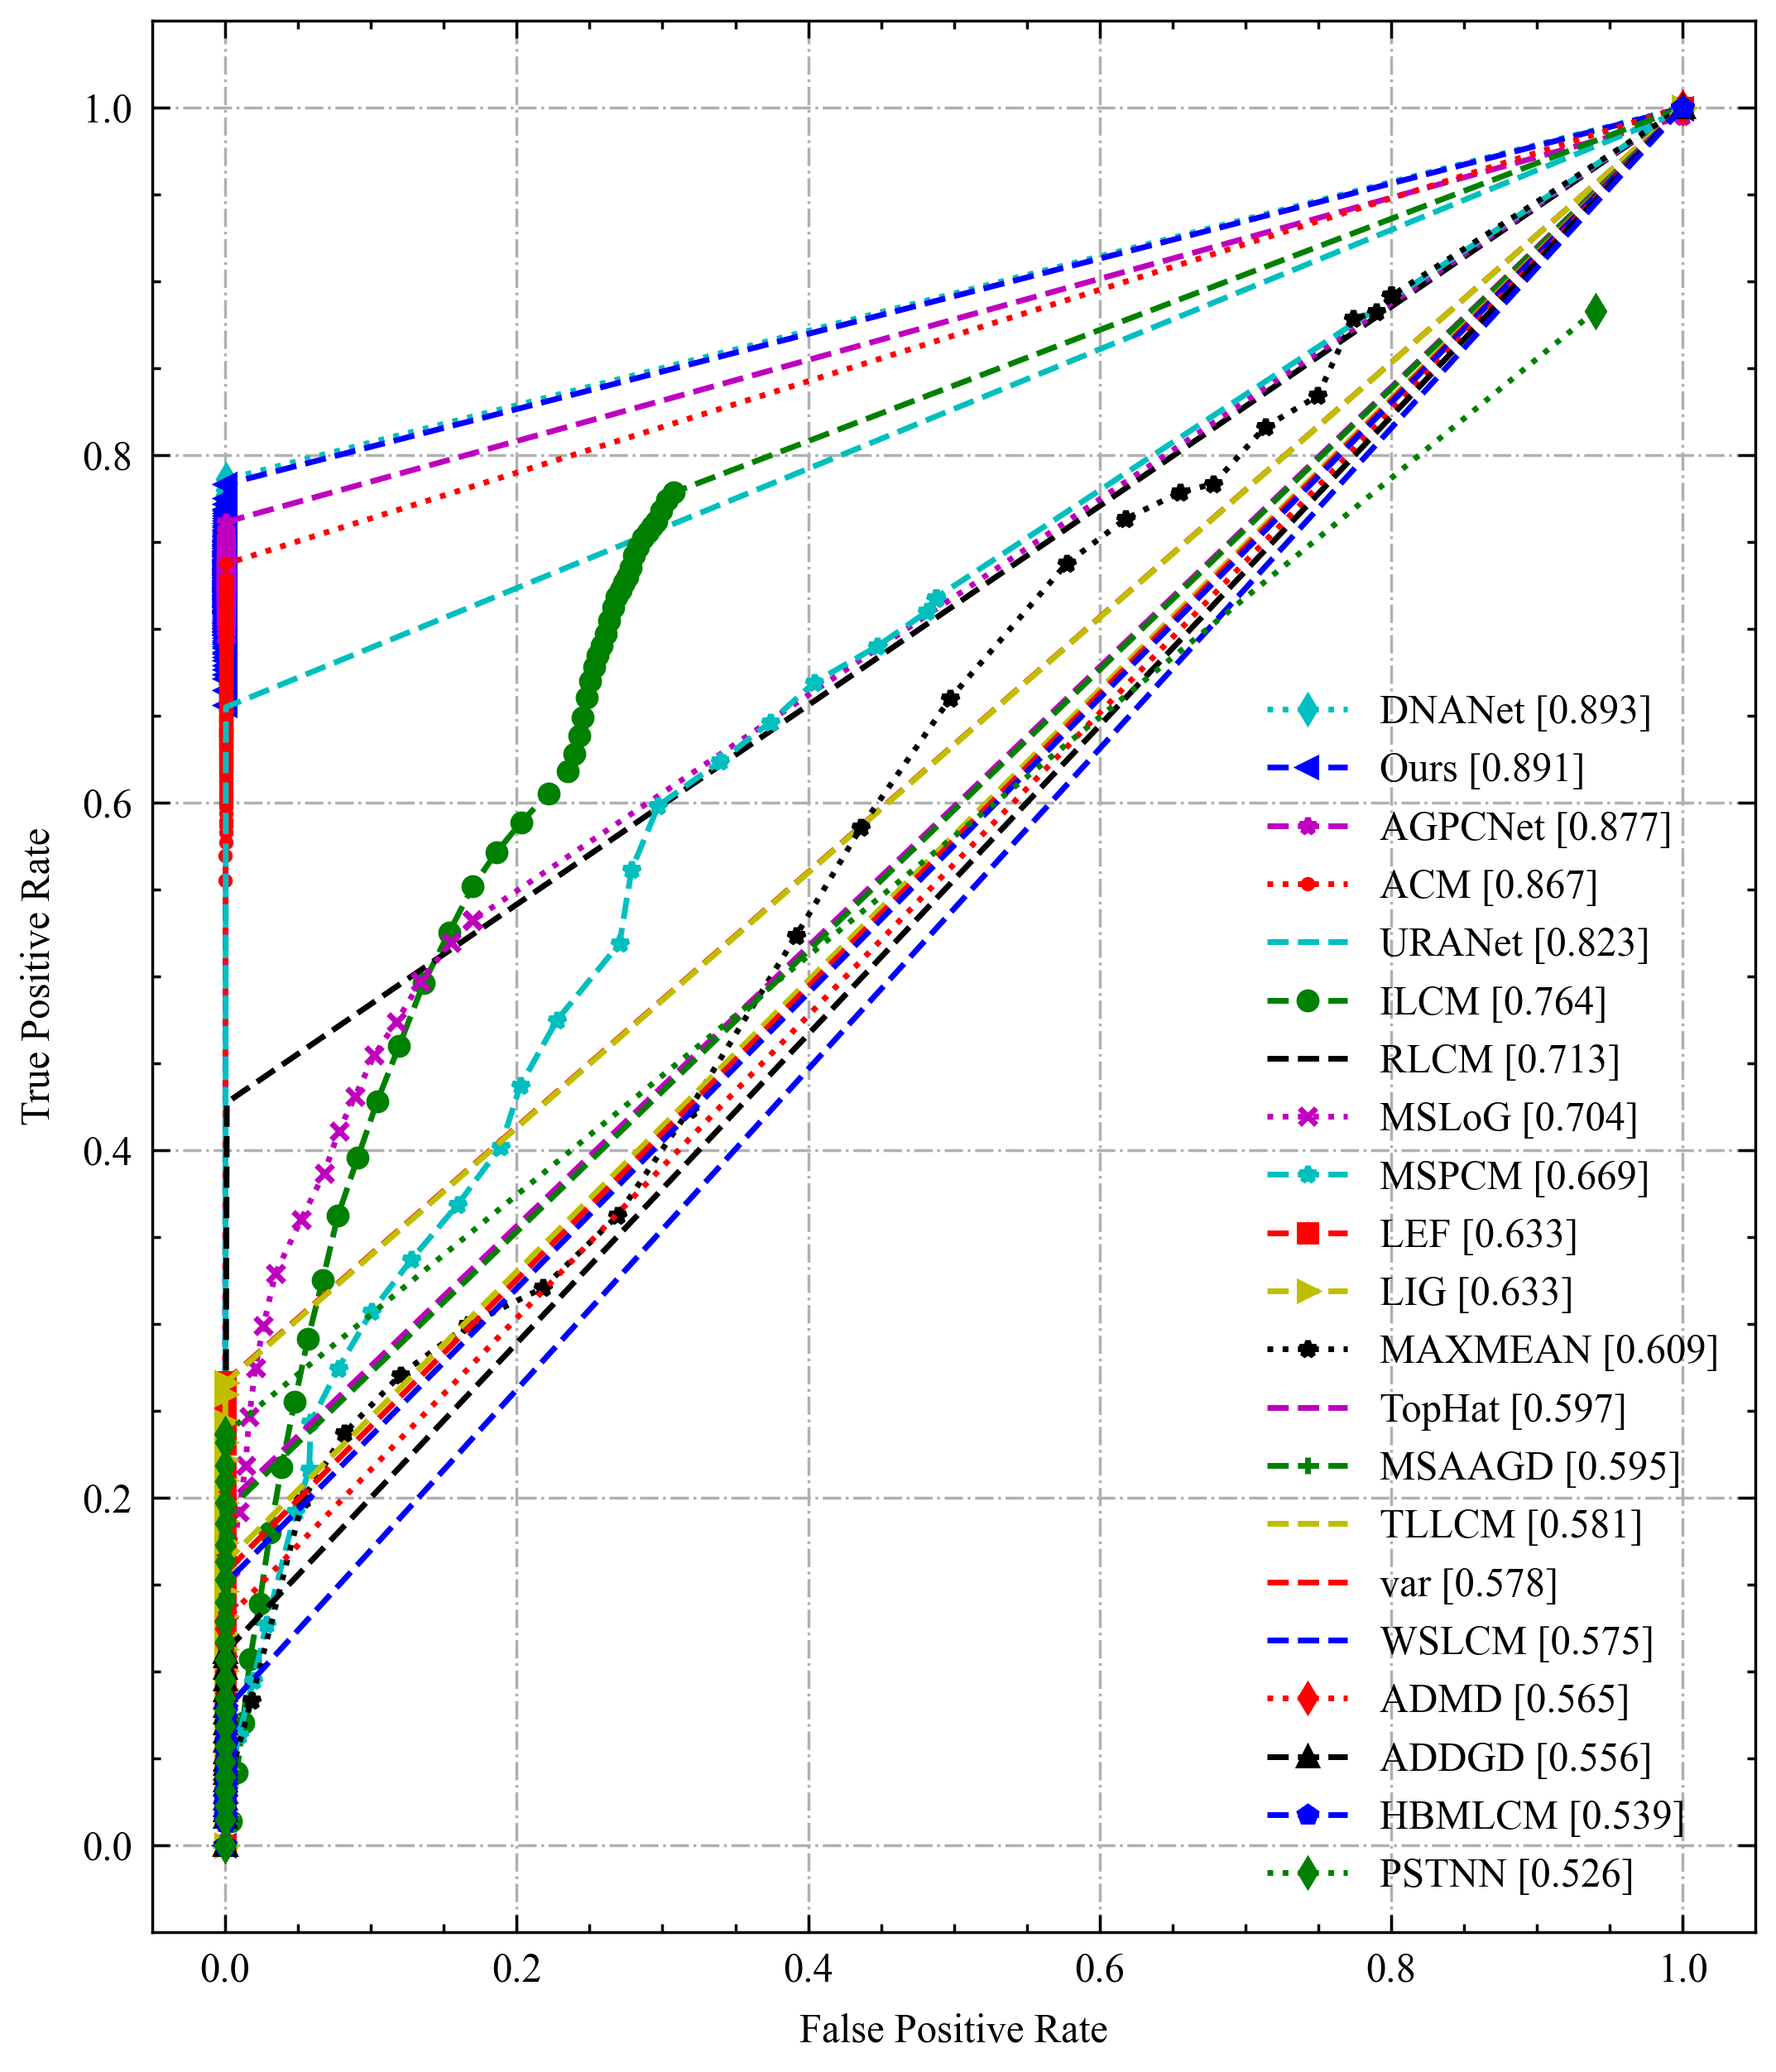 1.0
0.8
0.6
0.4
0.2
0.0
True Positive Rate
DNANet [0.893]
Ours [0.891]
AGPCNet [0.877]
ACM [0.867]
URANet [0.823]
ILCM [0.764]
RLCM [0.713]
MSLoG [0.704]
MSPCM [0.669]
LEF [0.633]
LIG [0.633]
MAXMEAN [0.609]
TopHat [0.597]
MSAAGD [0.595]
TLLCM [0.581]
var [0.578]
WSLCM [0.575]
ADMD [0.565]
ADDGD [0.556]
HBMLCM [0.539]
PSTNN [0.526]
0.0 0.2 0.4 0.6 0.8 1.0
False Positive Rate